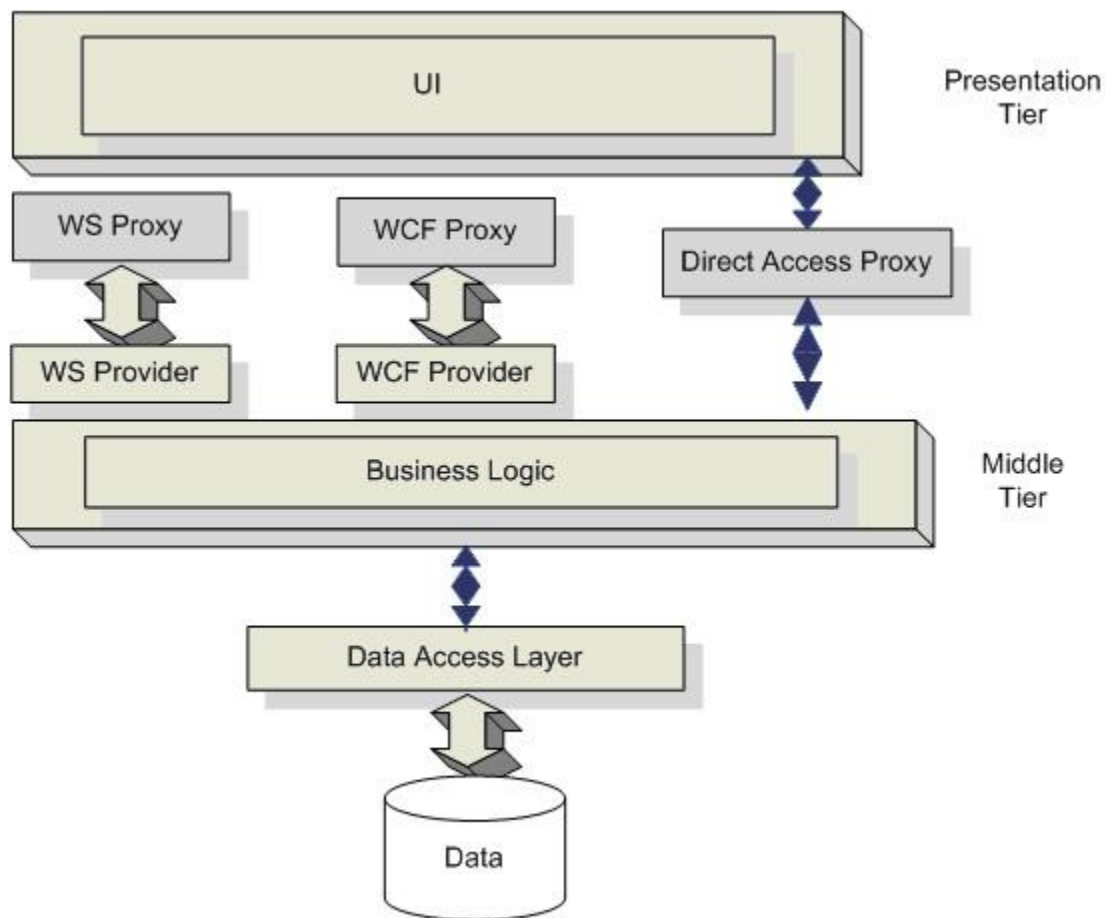 UI
Presentation
Tier
WS Proxy
WCF Proxy
Direct Access Proxy
WS Provider
WCF Provider
Business Logic
Middle
Tier
Data Access Layer
Data